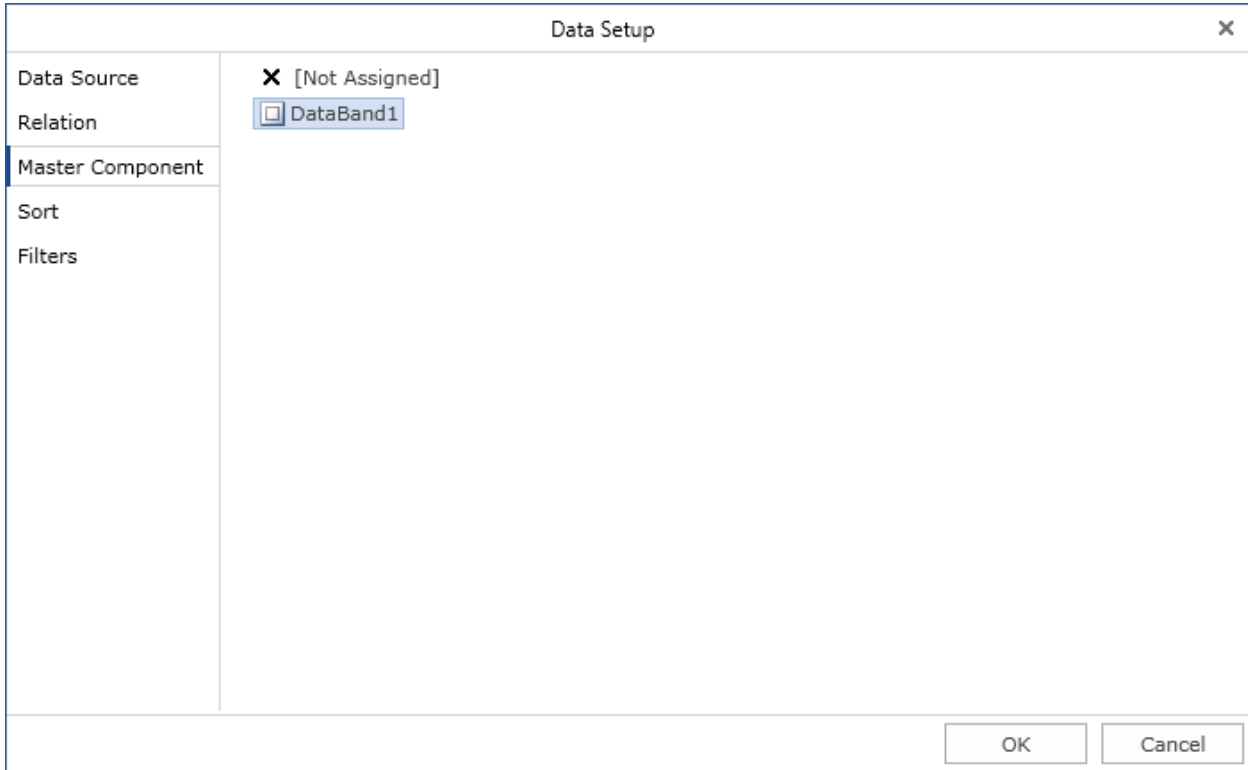 Data Setup
Data Source
Relation
Master Component
Sort
Filters
[Not Assigned]
DataBand1
OK
Cancel